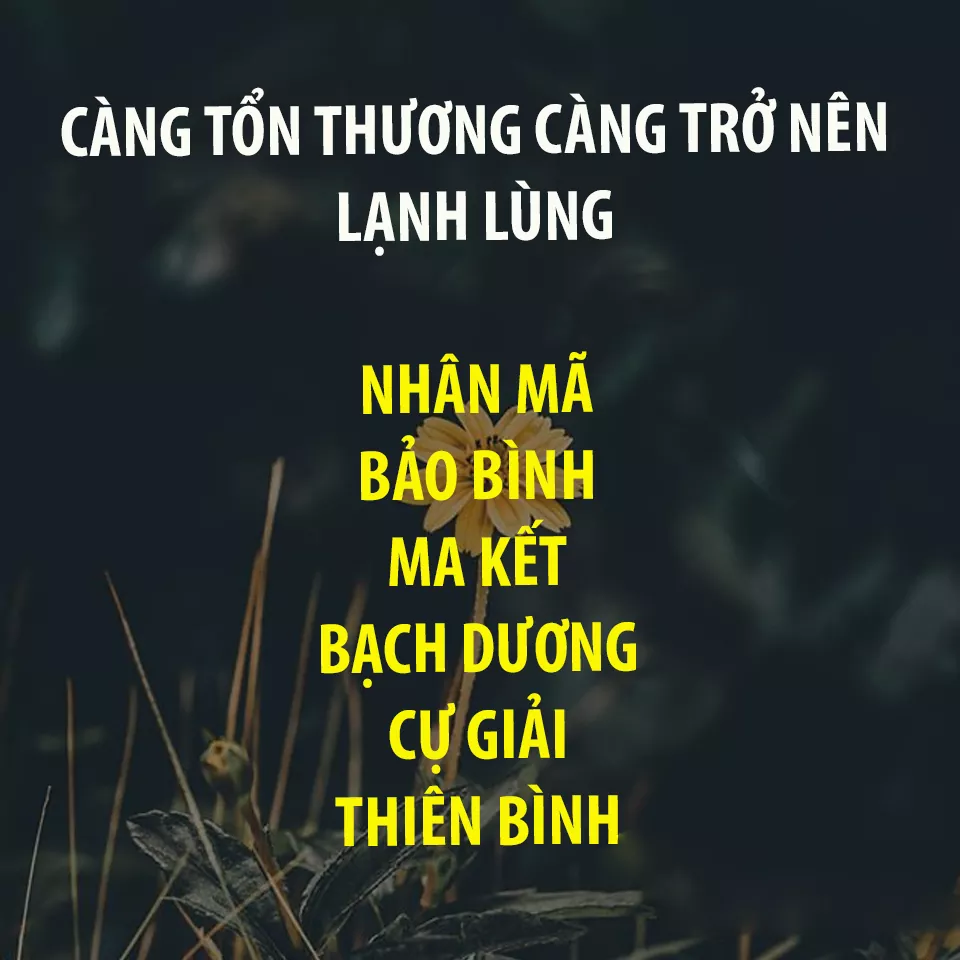 CÀNG TỔN THƯƠNG CÀNG TRỞ NÊN
LẠNH LÙNG
NHÂN MÃ
BẢO BÌNH
MA KẾT
BẠCH DƯƠNG
CỰ GIẢI
THIÊN BÌNH